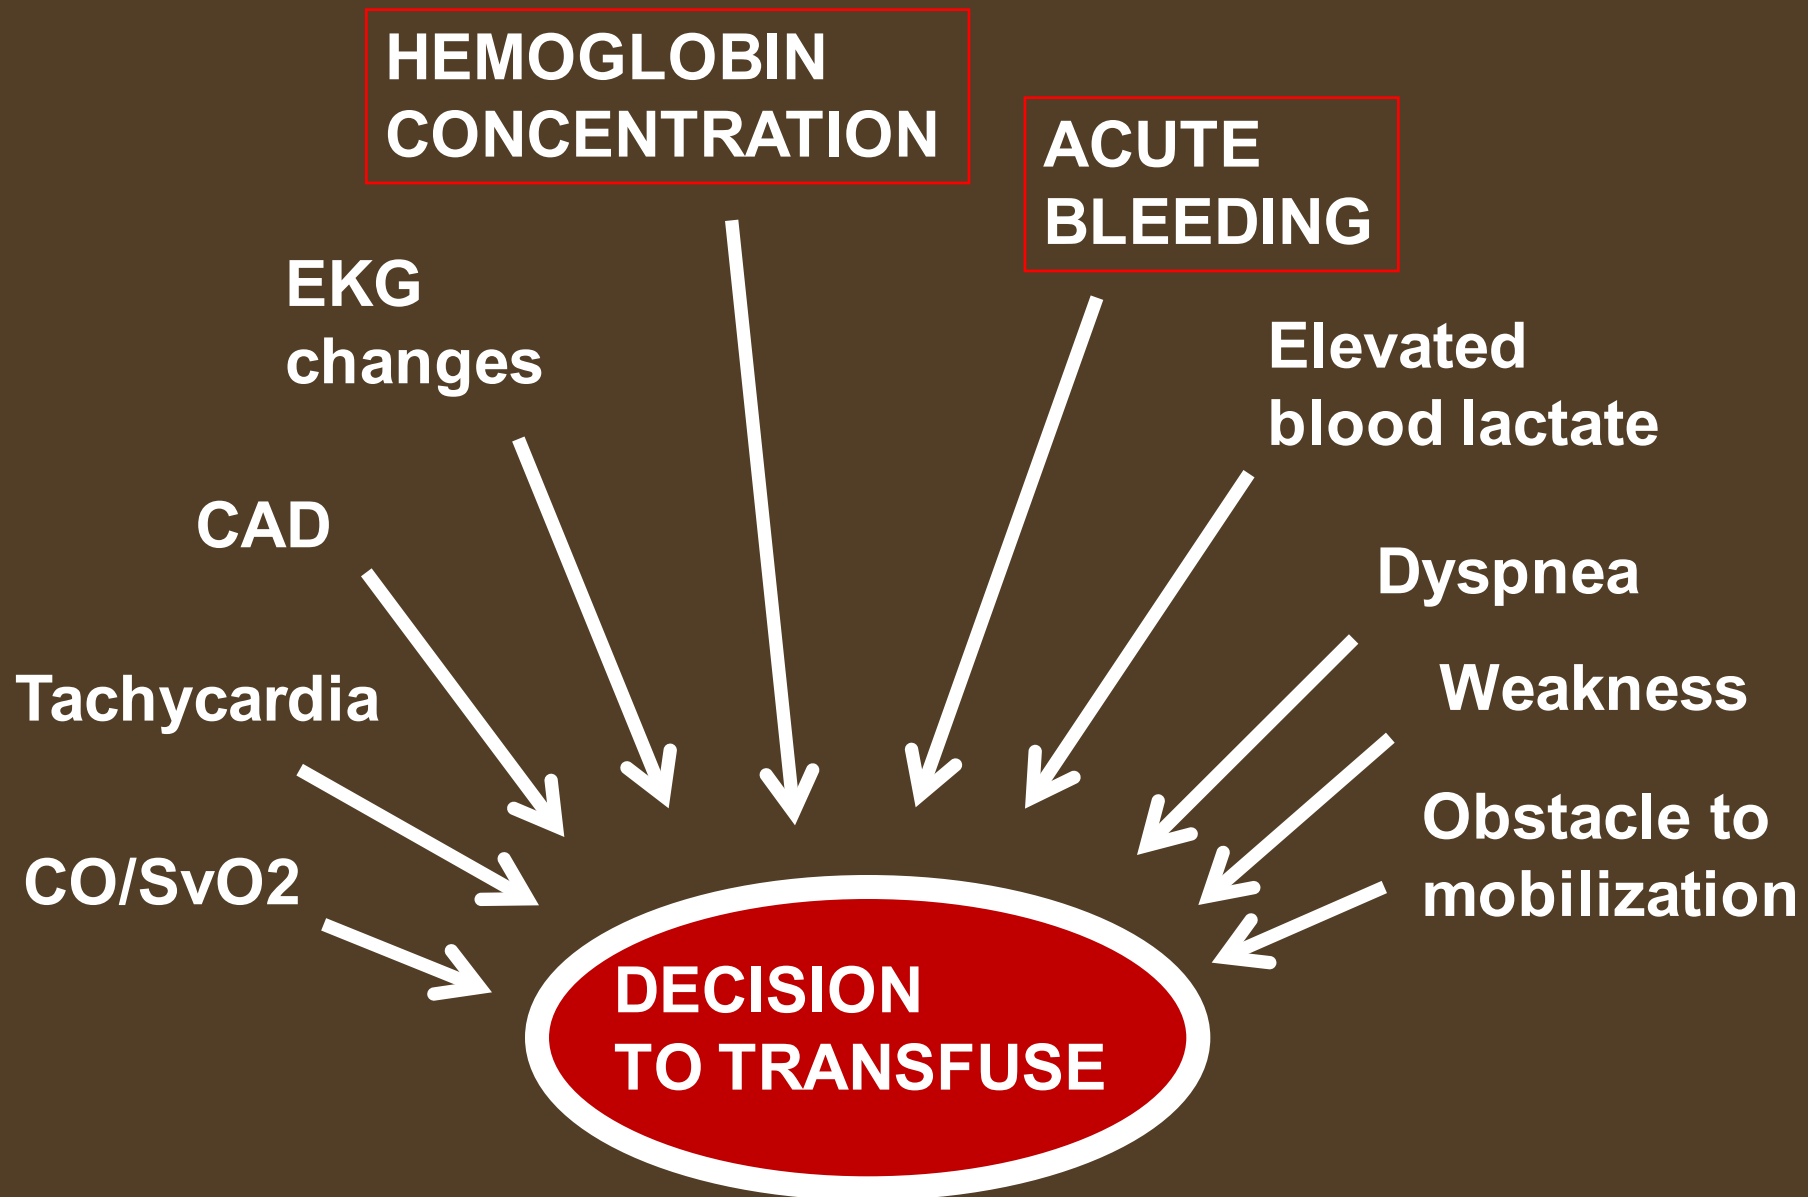 HEMOGLOBIN
CONCENTRATION
ACUTE
BLEEDING
EKG
changes
Elevated
blood lactate
CAD
Dyspnea
Tachycardia
Weakness
CO/SvO2
Obstacle to
mobilization
DECISION
TO TRANSFUSE